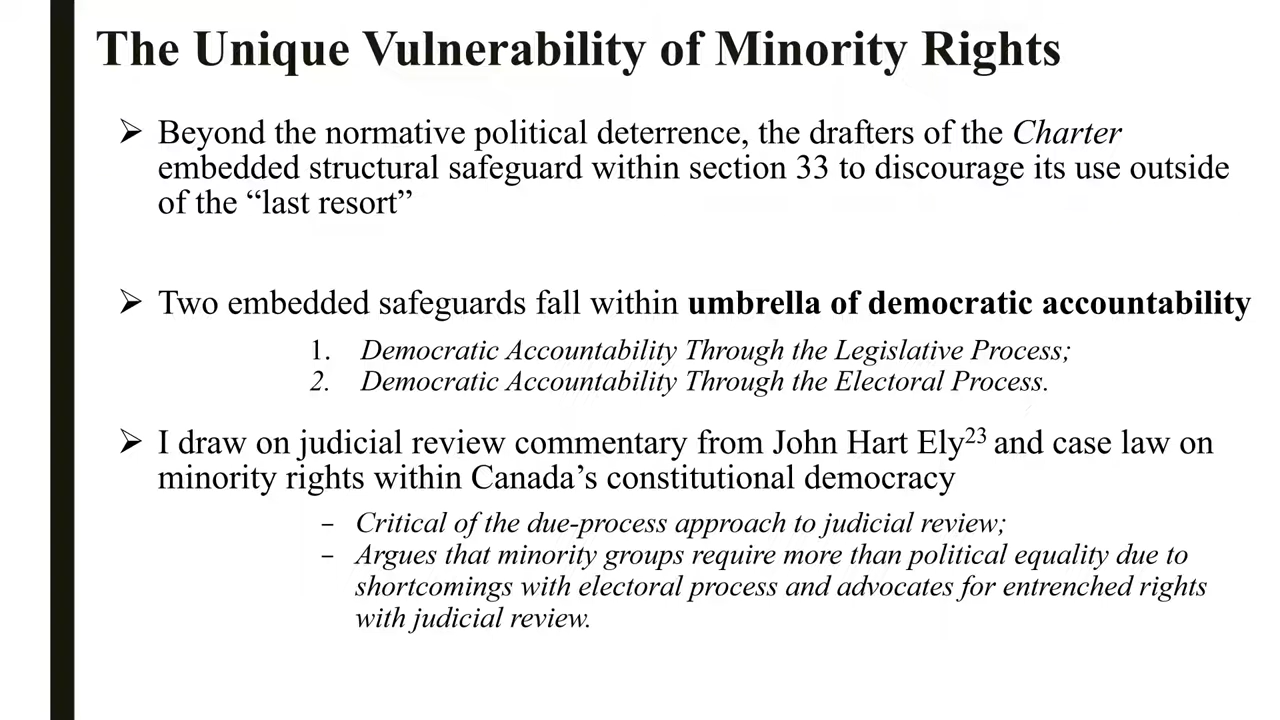 The Unique Vulnerability of Minority Rights
➢ Beyond the normative political deterrence, the drafters of the Charter
embedded structural safeguard within section 33 to discourage its use outside
of the “last resort”
➢ Two embedded safeguards fall within umbrella of democratic accountability
1. Democratic Accountability Through the Legislative Process;
2. Democratic Accountability Through the Electoral Process.
➢ I draw on judicial review commentary from John Hart Ely23 and case law on
minority rights within Canada’s constitutional democracy
– Critical of the due-process approach to judicial review;
– Argues that minority groups require more than political equality due to
shortcomings with electoral process and advocates for entrenched rights
with judicial review.